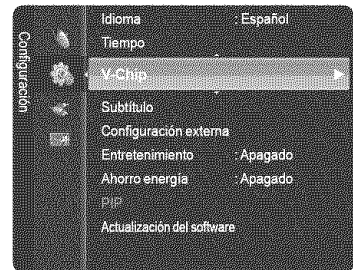 Configuración
Idioma : Español
Tiempo
V-Chip
Subtítulo
Configuración externa
Entretenimiento : Apagado
Ahorro energía : Apagado
PIP
Actualización del software